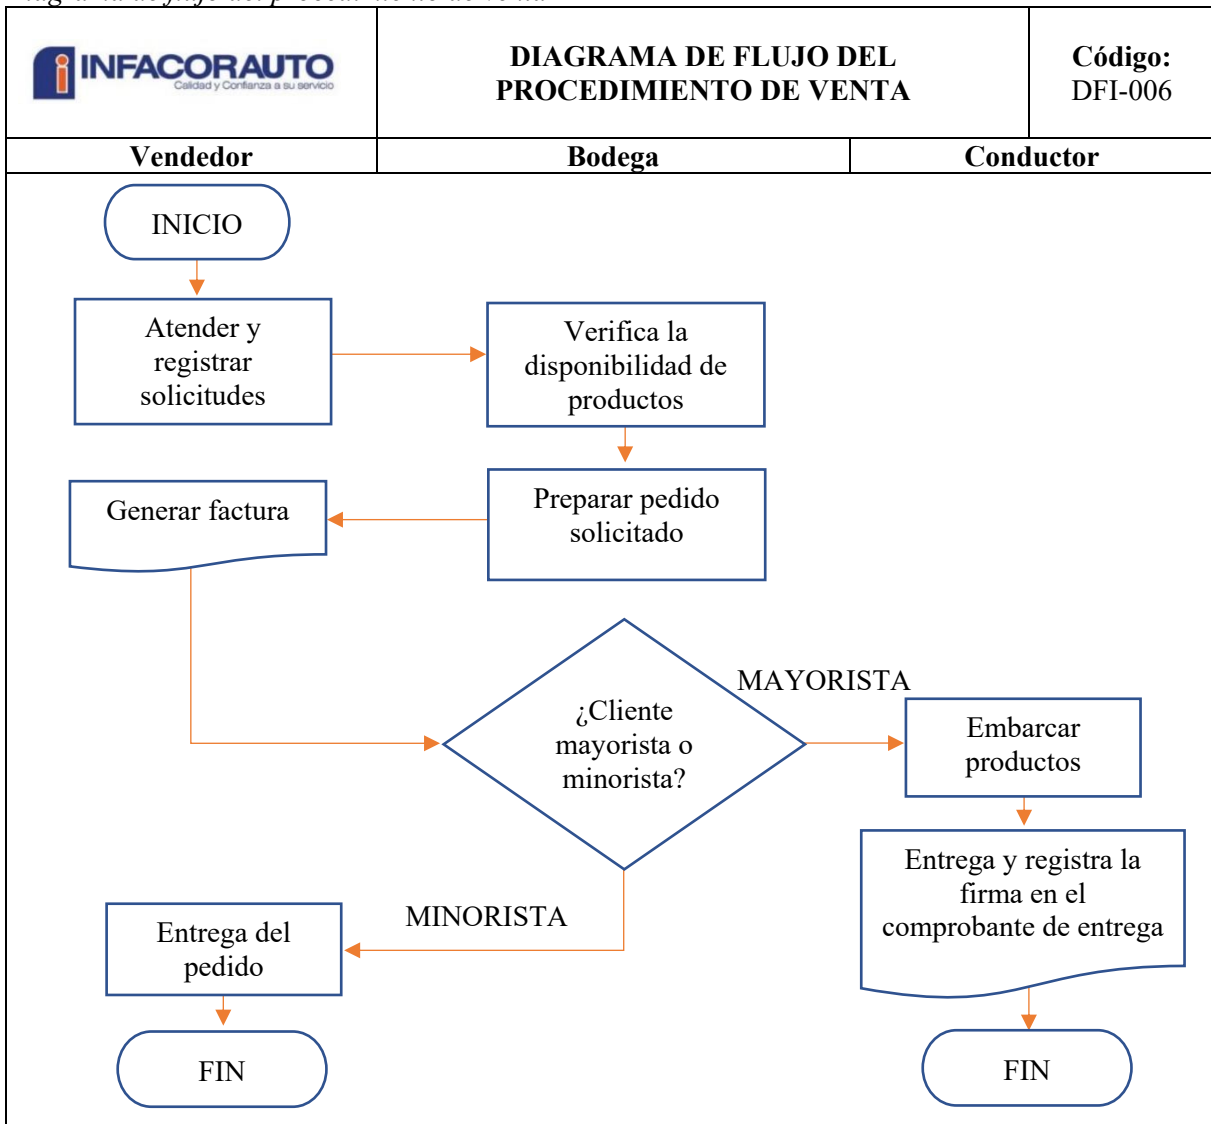 INFACORAUTO
Calidad y Confianza a su servicio
DIAGRAMA DE FLUJO DEL
PROCEDIMIENTO DE VENTA
Código:
DFI-006
Vendedor
Bodega
Conductor
INICIO
Atender y
registrar
solicitudes
Verifica la
disponibilidad de
productos
Generar factura
Preparar pedido
solicitado
¿Cliente
mayorista o
minorista?
MAYORISTA
Embarcar
productos
Entrega y registra la
firma en el
comprobante de entrega
MINORISTA
Entrega del
pedido
FIN
FIN